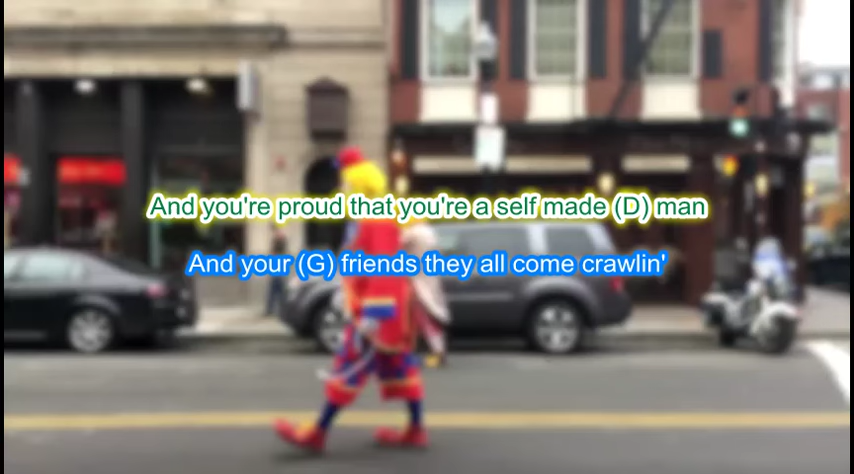 And you're proud that you're a self made (D) man
And your (G) friends they all come crawlin'